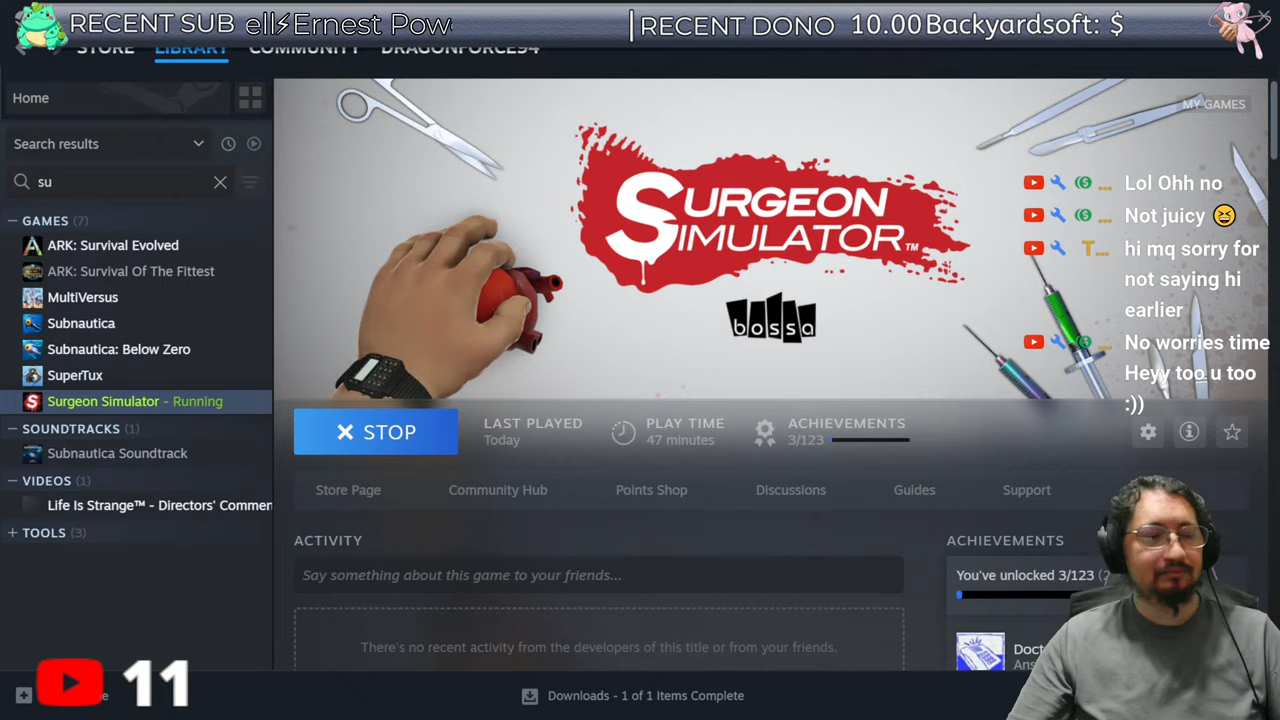 RECENT SUB ell⚡Ernest Pow
RECENT DONO 10.00Backyardsoft: $
STORE LIBRARY COMMUNITY DRAGONFORCE94
Home
MY GAMES
Search results
su
GAMES (7)
ARK: Survival Evolved
ARK: Survival Of The Fittest
MultiVersus
Subnautica
Subnautica: Below Zero
SuperTux
Surgeon Simulator - Running
SOUNDTRACKS (1)
Subnautica Soundtrack
VIDEOS (1)
Life Is Strange™ - Directors' Commen
TOOLS (3)
SURGEON
SIMULATOR™
bossa
Lol Ohh no
Not juicy 😆
T...
hi mq sorry for
not saying hi
earlier
No worries time
Heyy too u too
:))
STOP
LAST PLAYED
Today
PLAY TIME
47 minutes
ACHIEVEMENTS
3/123
Store Page
Community Hub
Points Shop
Discussions
Guides
Support
ACTIVITY
Say something about this game to your friends...
There's no recent activity from the developers of this title or from your friends.
ACHIEVEMENTS
You've unlocked 3/123 (2
Doct
Ans
11
Downloads - 1 of 1 Items Complete